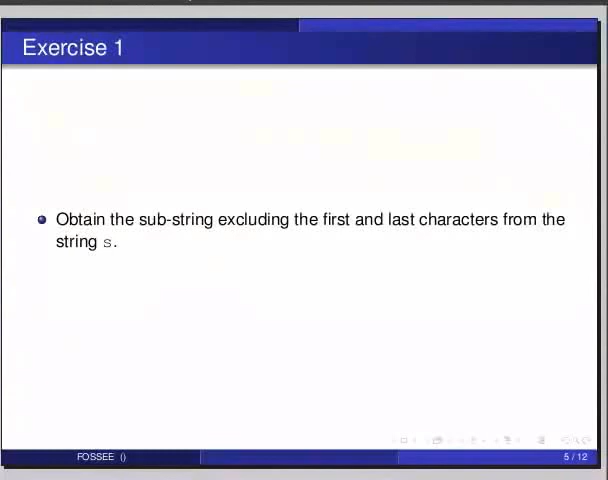 Exercise 1
Obtain the sub-string excluding the first and last characters from the
string s.
FOSSEE ()
5 / 12